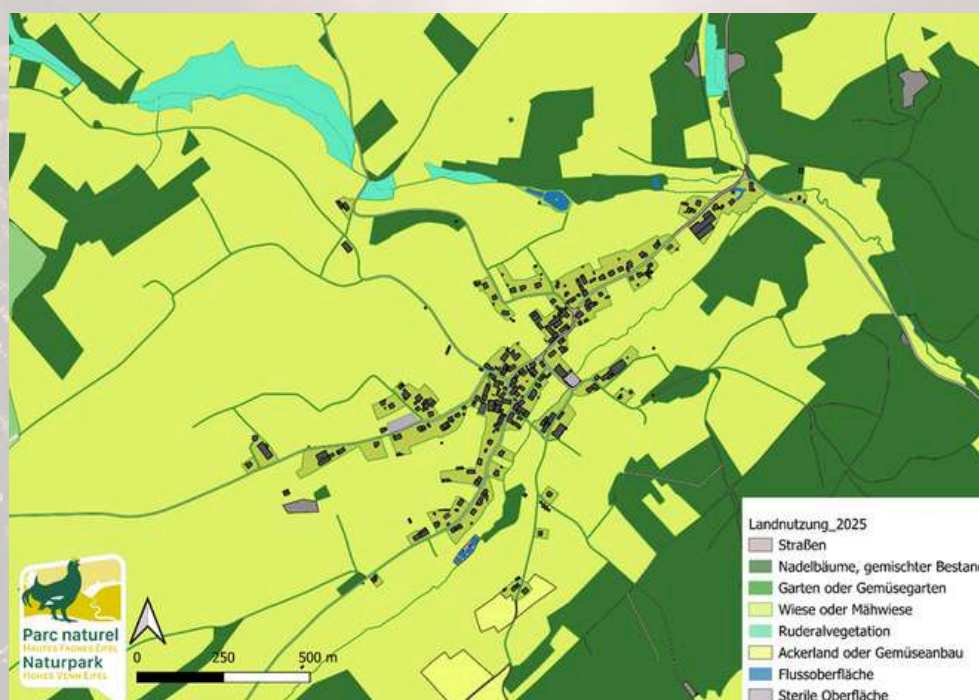 Landnutzung_2025
Straßen
Nadelbäume, gemischter Bestand
Garten oder Gemüsegarten
Wiese oder Mähwiese
Ruderalvegetation
Ackerland oder Gemüseanbau
Flussoberfläche
Sterile Oberfläche
Parc naturel
HAUTES FAGNES EIFEL
Naturpark
HOHES VENN EIFEL
0 250 500 m